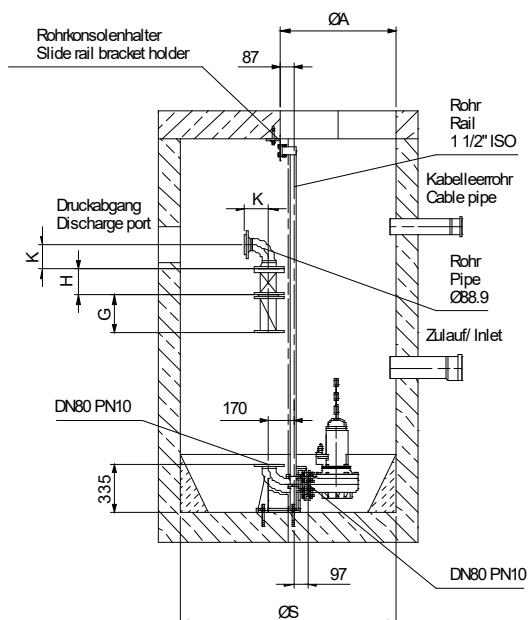 ØA
Rohrkonsolenhalter
Slide rail bracket holder
87
Rohr
Rail
1 1/2" ISO
Kabelleerrohr
Cable pipe
Druckabgang
Discharge port
K
K
H
G
Rohr
Pipe
Ø88.9
Zulauf/ Inlet
DN80 PN10
170
335
97
DN80 PN10
ØS